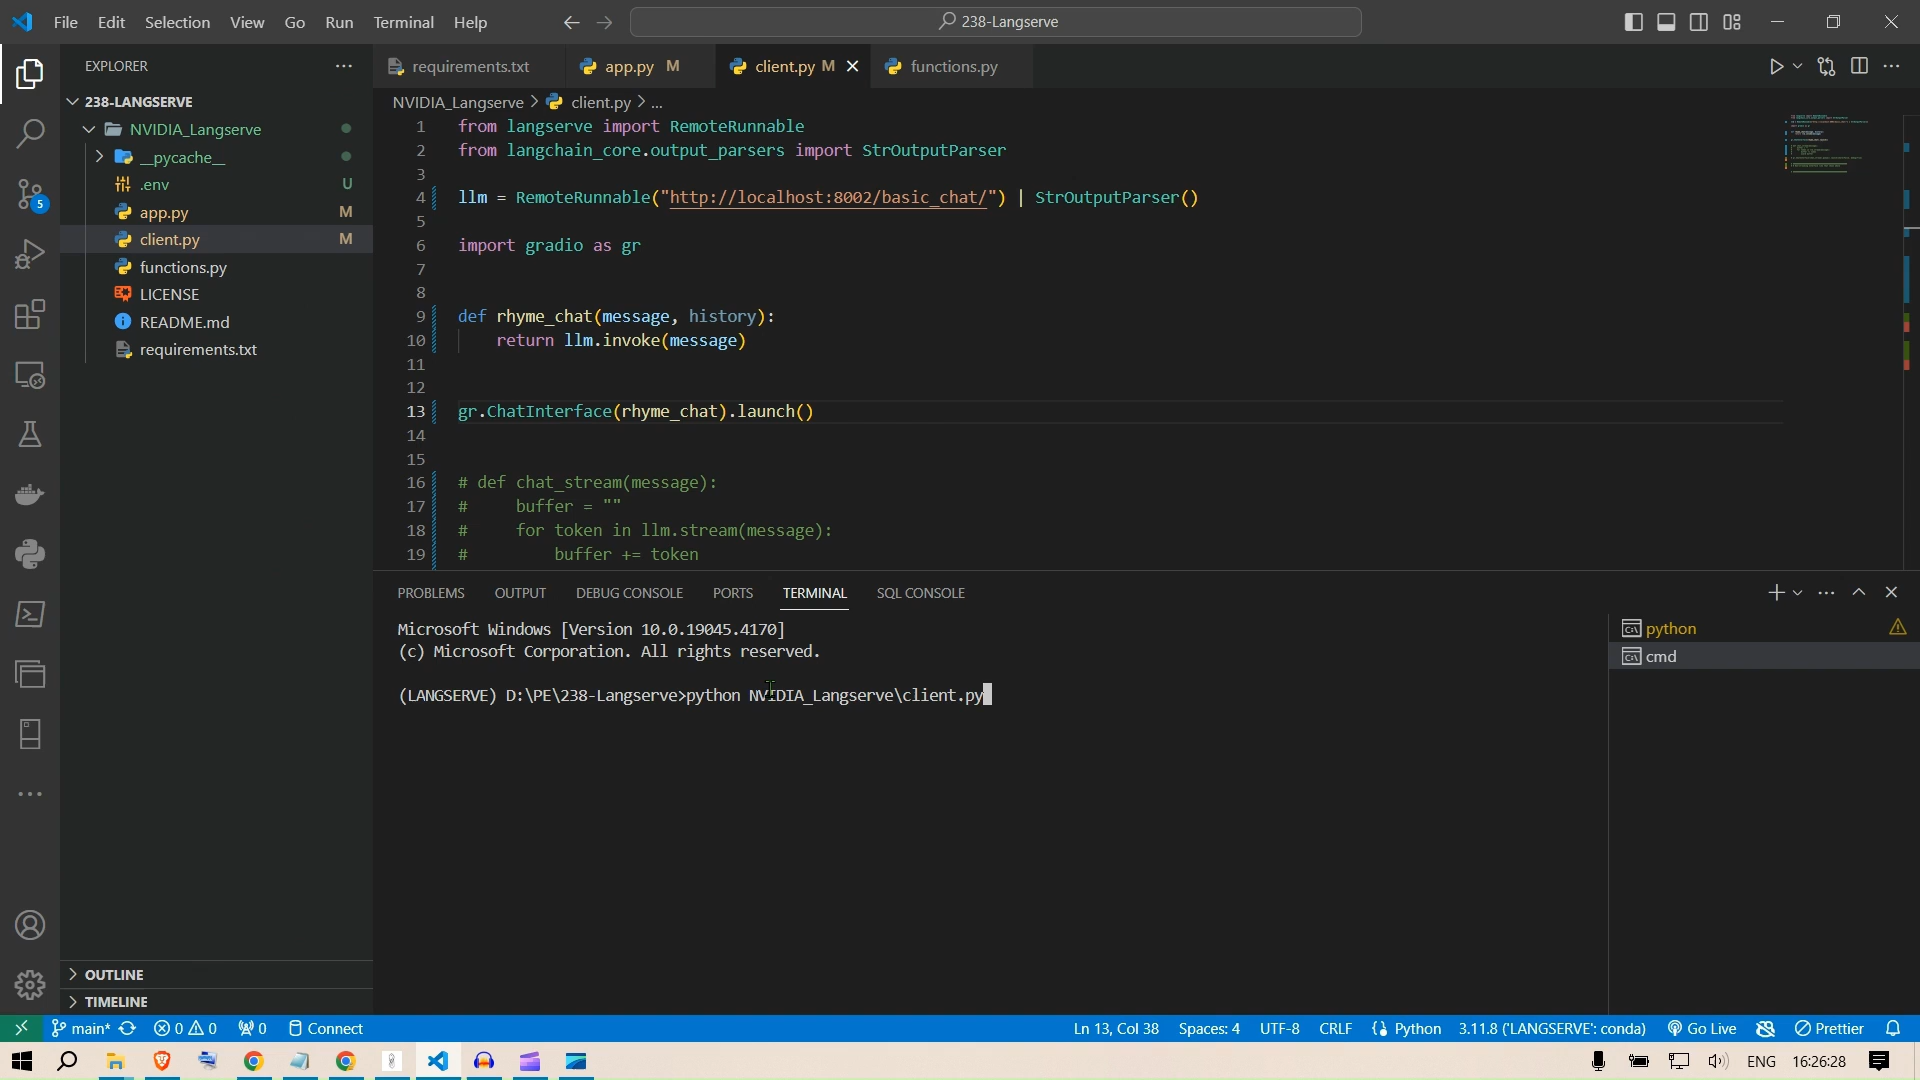 File Edit Selection View Go Run Terminal Help
238-Langserve
EXPLORER
238-LANGSERVE
NVIDIA_Langserve
__pycache__
.env U
app.py M
client.py M
functions.py
LICENSE
README.md
requirements.txt
OUTLINE
TIMELINE
5
requirements.txt app.py M client.py M functions.py
NVIDIA_Langserve > client.py > ...
1 from langserve import RemoteRunnable
2 from langchain_core.output_parsers import StrOutputParser
3
4 llm = RemoteRunnable("http://localhost:8002/basic_chat/") | StrOutputParser()
5
6 import gradio as gr
7
8
9 def rhyme_chat(message, history):
10 return llm.invoke(message)
11
12
13 gr.ChatInterface(rhyme_chat).launch()
14
15
16 # def chat_stream(message):
17 # buffer = ""
18 # for token in llm.stream(message):
19 # buffer += token
PROBLEMS OUTPUT DEBUG CONSOLE PORTS TERMINAL SQL CONSOLE
Microsoft Windows [Version 10.0.19045.4170]
(c) Microsoft Corporation. All rights reserved.
(LANGSERVE) D:\PE\238-Langserve>python NVIDIA_Langserve\client.py
python
cmd
main* 0 0 0 Connect
Ln 13, Col 38 Spaces: 4 UTF-8 CRLF Python 3.11.8 ('LANGSERVE': conda) Go Live Prettier
ENG 16:26:28